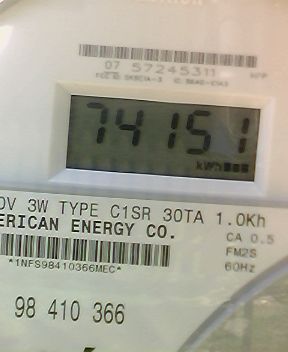 07 57245311
74151
kWh
0V 3W TYPE C1SR 30TA 1.0Kh
ERICAN ENERGY CO.
CA 0.5
FM2S
*1NFS98410366MEC*
60Hz
98 410 366